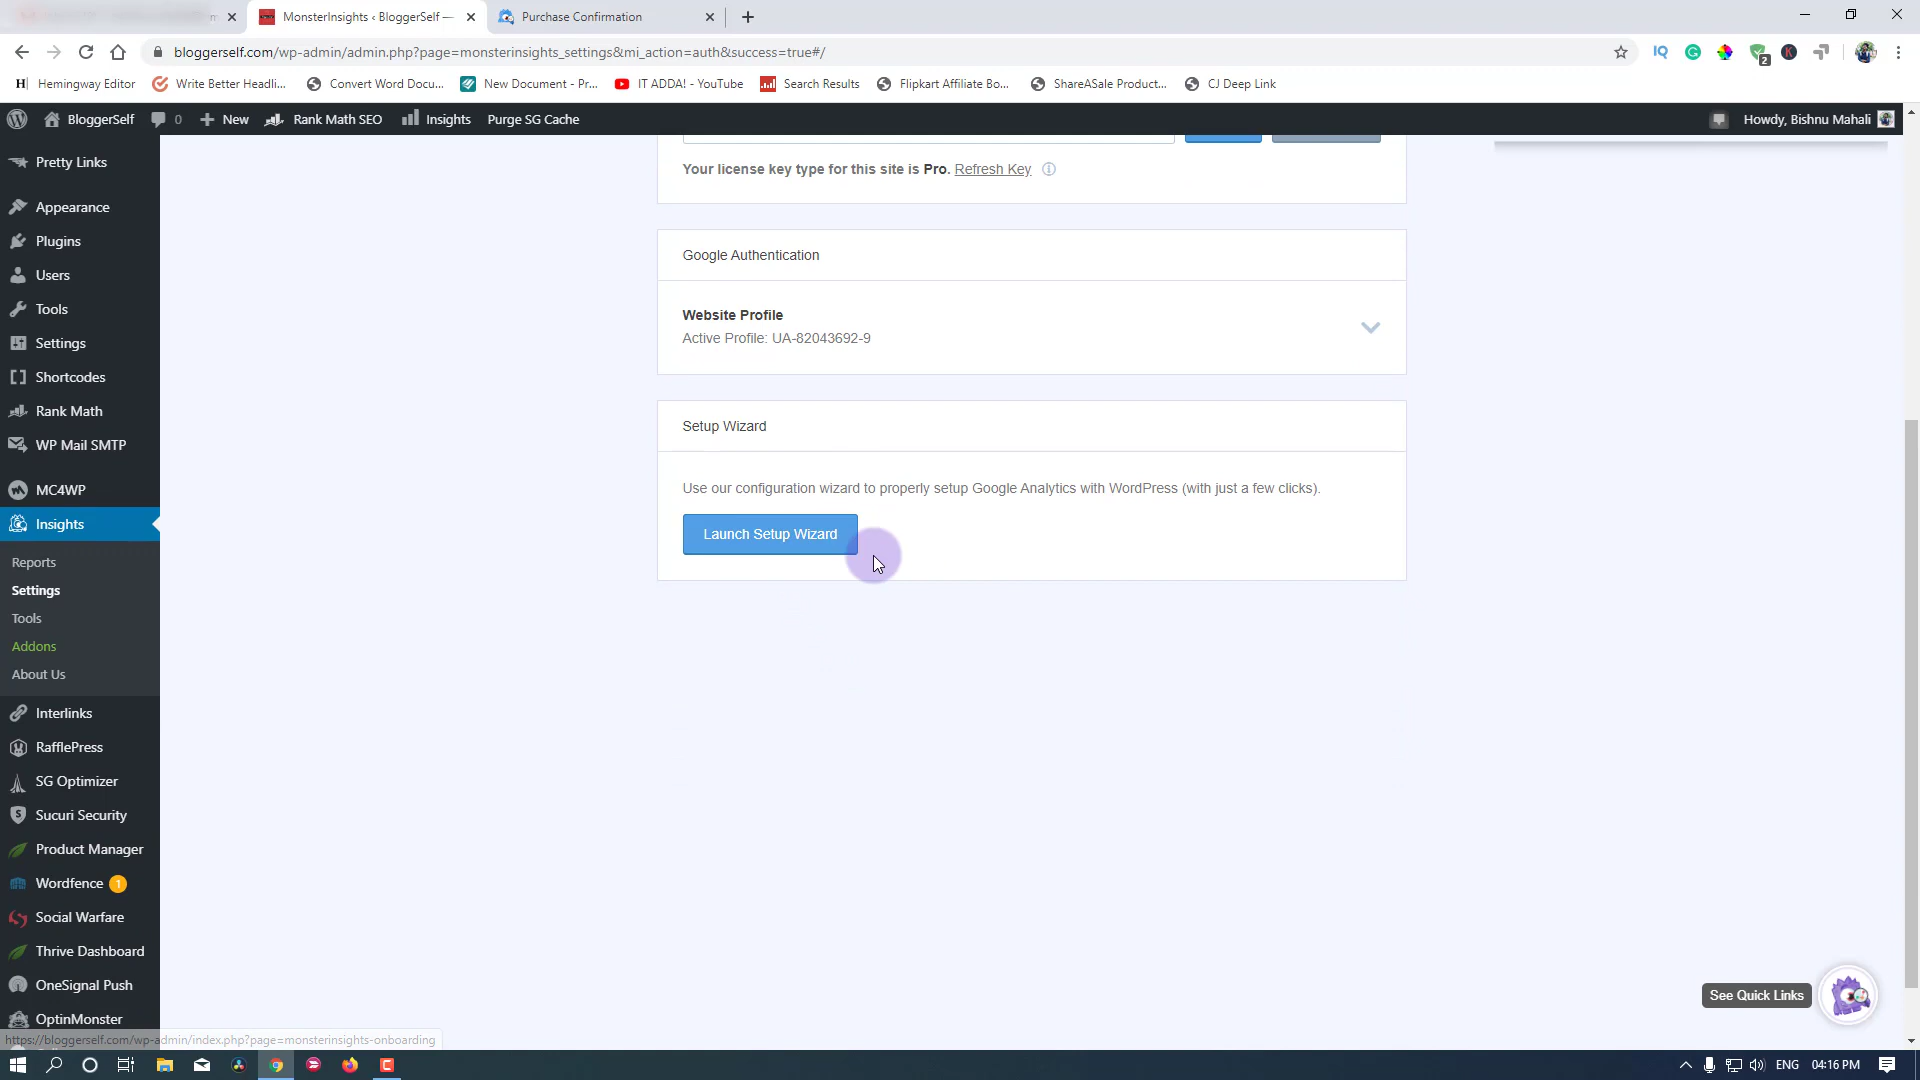 MonsterInsights ‹ BloggerSelf —
Purchase Confirmation
bloggerself.com/wp-admin/admin.php?page=monsterinsights_settings&mi_action=auth&success=true#/
2
H Hemingway Editor
Write Better Headli...
Convert Word Docu...
New Document - Pr...
IT ADDA! - YouTube
Search Results
Flipkart Affiliate Bo...
ShareASale Product...
CJ Deep Link
BloggerSelf
0
New
Rank Math SEO
Insights
Purge SG Cache
Howdy, Bishnu Mahali
Pretty Links
Appearance
Plugins
Users
Tools
Settings
Shortcodes
Rank Math
WP Mail SMTP
MC4WP
Insights
Reports
Settings
Tools
Addons
About Us
Interlinks
RafflePress
SG Optimizer
Sucuri Security
Product Manager
Wordfence 1
Social Warfare
Thrive Dashboard
OneSignal Push
OptinMonster
Your license key type for this site is Pro. Refresh Key
Google Authentication
Website Profile
Active Profile: UA-82043692-9
Setup Wizard
Use our configuration wizard to properly setup Google Analytics with WordPress (with just a few clicks).
Launch Setup Wizard
See Quick Links
https://bloggerself.com/wp-admin/index.php?page=monsterinsights-onboarding
ENG
04:16 PM